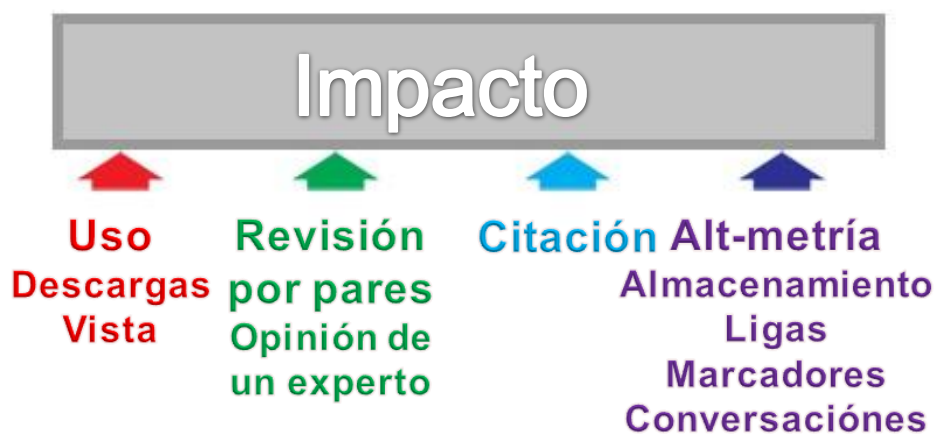 Impacto
Uso
Descargas
Vista
Revisión
por pares
Opinión de
un experto
Citación
Alt-metría
Almacenamiento
Ligas
Marcadores
Conversaciónes